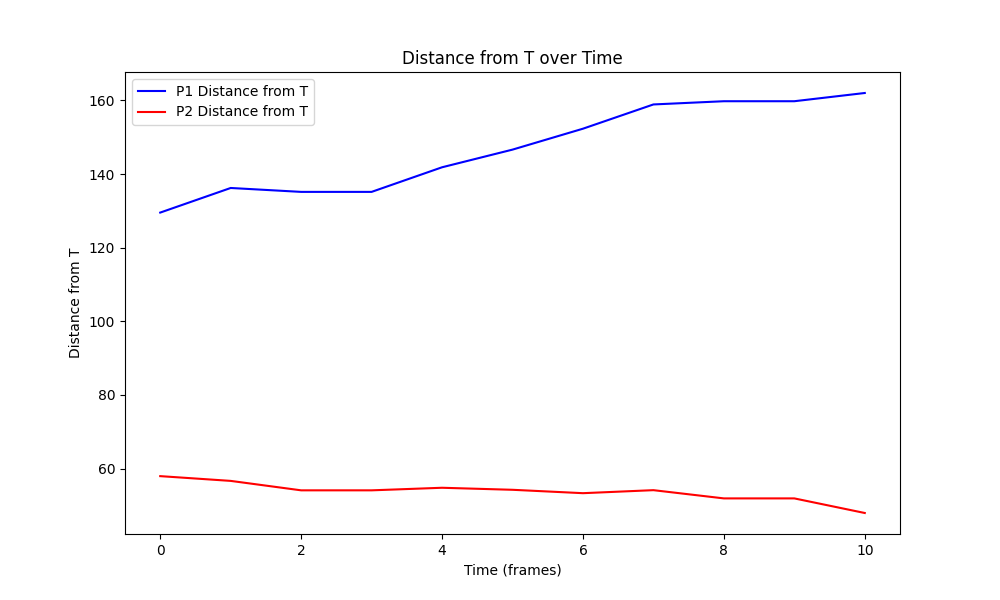 Distance from T over Time
P1 Distance from T
P2 Distance from T
Distance from T
160
140
120
100
80
60
0 2 4 6 8 10
Time (frames)